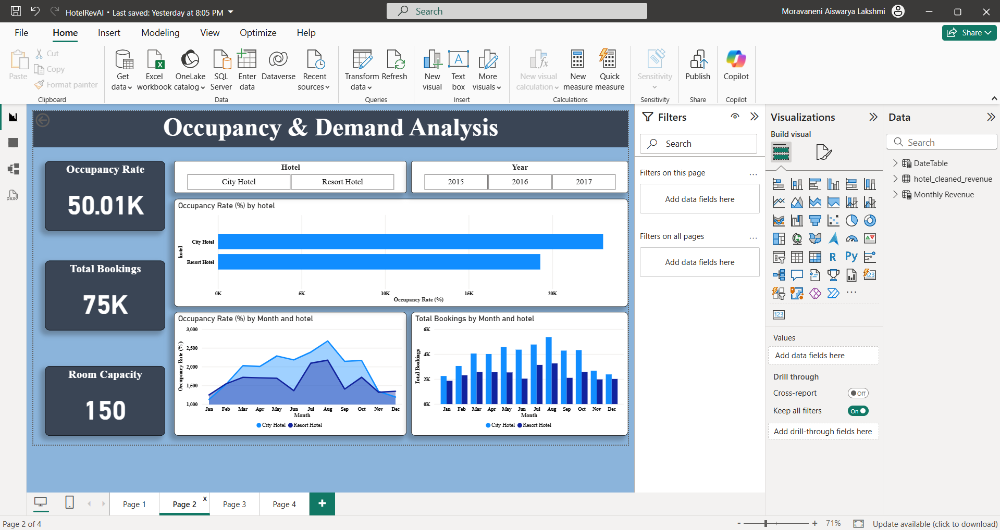 HotelRevAI • Last saved: Yesterday at 8:05 PM
Search
Moravaneni Aiswarya Lakshmi
File Home Insert Modeling View Optimize Help
Share
Paste
Cut
Copy
Format painter
Clipboard
Get data
Excel workbook
OneLake catalog
SQL Server
Enter data
Dataverse
Recent sources
Data
Transform data
Refresh
Queries
New visual
Text box
More visuals
Insert
New visual calculation
New measure
Quick measure
Calculations
Sensitivity
Sensitivity
Publish
Share
Copilot
Copilot
Occupancy & Demand Analysis
Occupancy Rate
50.01K
Total Bookings
75K
Room Capacity
150
Hotel
City Hotel Resort Hotel
Year
2015 2016 2017
Occupancy Rate (%) by hotel
hotel
City Hotel
Resort Hotel
0K 5K 10K 15K 20K
Occupancy Rate (%)
Occupancy Rate (%) by Month and hotel
Occupancy Rate (%)
3,000
2,500
2,000
1,500
1,000
Jan Feb Mar Apr May Jun Jul Aug Sep Oct Nov Dec
Month
City Hotel Resort Hotel
Total Bookings by Month and hotel
Total Bookings
6K
4K
2K
0K
Jan Feb Mar Apr May Jun Jul Aug Sep Oct Nov Dec
Month
City Hotel Resort Hotel
Filters
Search
Filters on this page ...
Add data fields here
Filters on all pages ...
Add data fields here
Visualizations
Build visual
R Py
123
...
123
Values
Add data fields here
Drill through
Cross-report Off
Keep all filters On
Add drill-through fields here
Data
Search
DateTable
hotel_cleaned_revenue
Monthly Revenue
DAX
Page 1 Page 2 x Page 3 Page 4 +
Page 2 of 4
- + 71%
Update available (click to download)